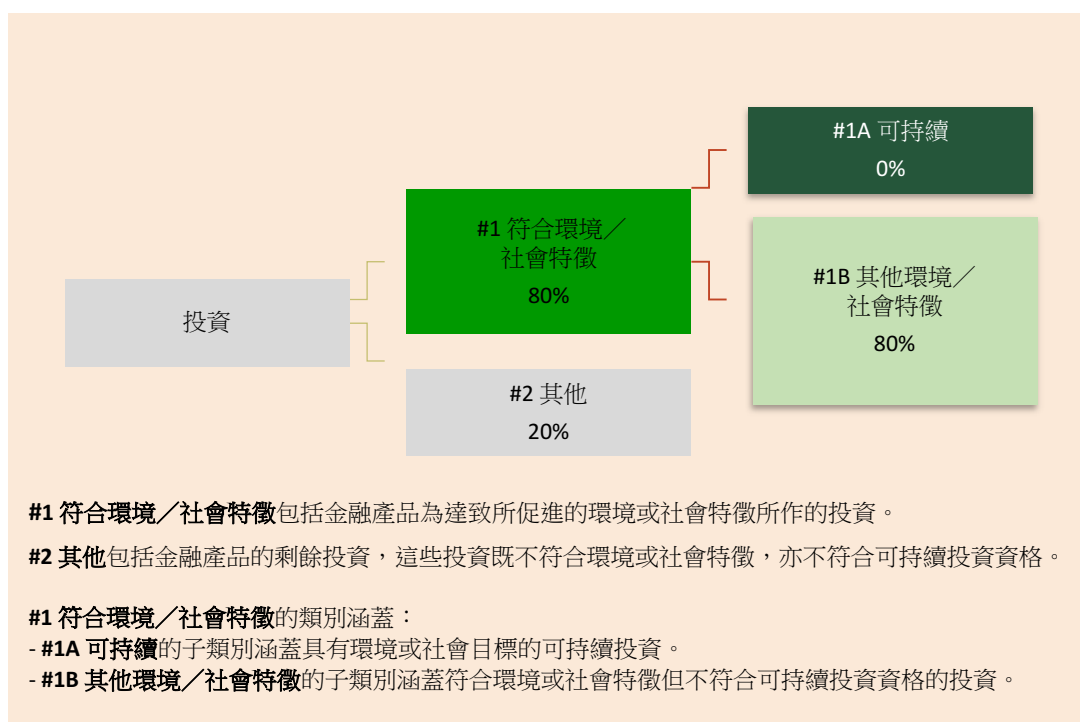 #1A 可持續
0%
#1 符合環境／
社會特徵
80%
#1B 其他環境／
社會特徵
80%
投資
#2 其他
20%
#1 符合環境／社會特徵包括金融產品為達致所促進的環境或社會特徵所作的投資。
#2 其他包括金融產品的剩餘投資，這些投資既不符合環境或社會特徵，亦不符合可持續投資資格。
#1 符合環境／社會特徵的類別涵蓋：
- #1A 可持續的子類別涵蓋具有環境或社會目標的可持續投資。
- #1B 其他環境／社會特徵的子類別涵蓋符合環境或社會特徵但不符合可持續投資資格的投資。